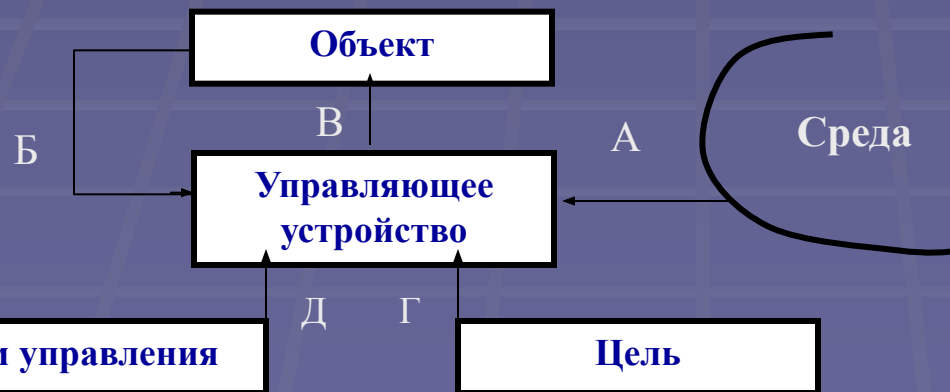 Объект
В
Б
А
Среда
Управляющее
устройство
Д
Г
управления
Цель